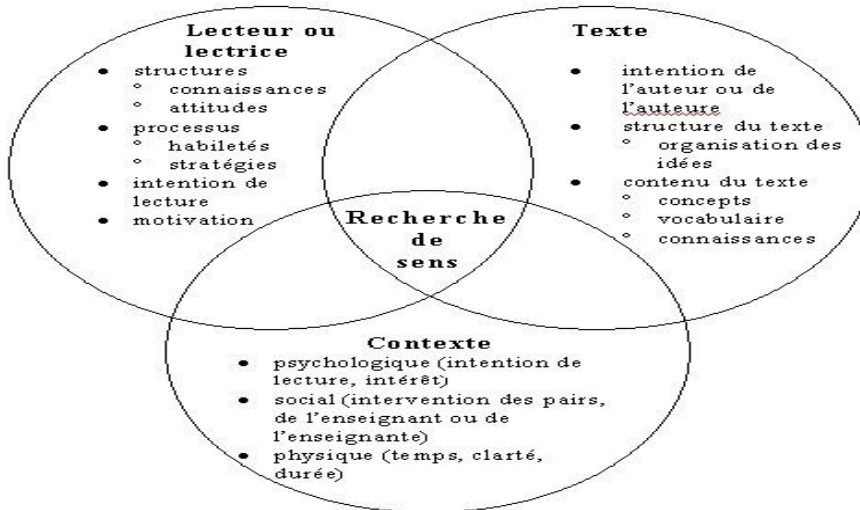 Lecteur ou
lectrice
• structures
° connaissances
° attitudes
• processus
° habiletés
° stratégies
• intention de
lecture
• motivation
Texte
• intention de
l'auteur ou de
l'auteure
• structure du texte
° organisation des
idées
• contenu du texte
° concepts
° vocabulaire
° connaissances
Recherche
de
sens
Contexte
• psychologique (intention de
lecture, intérêt)
• social (intervention des pairs,
de l'enseignant ou de
l'enseignante)
• physique (temps, clarté,
durée)